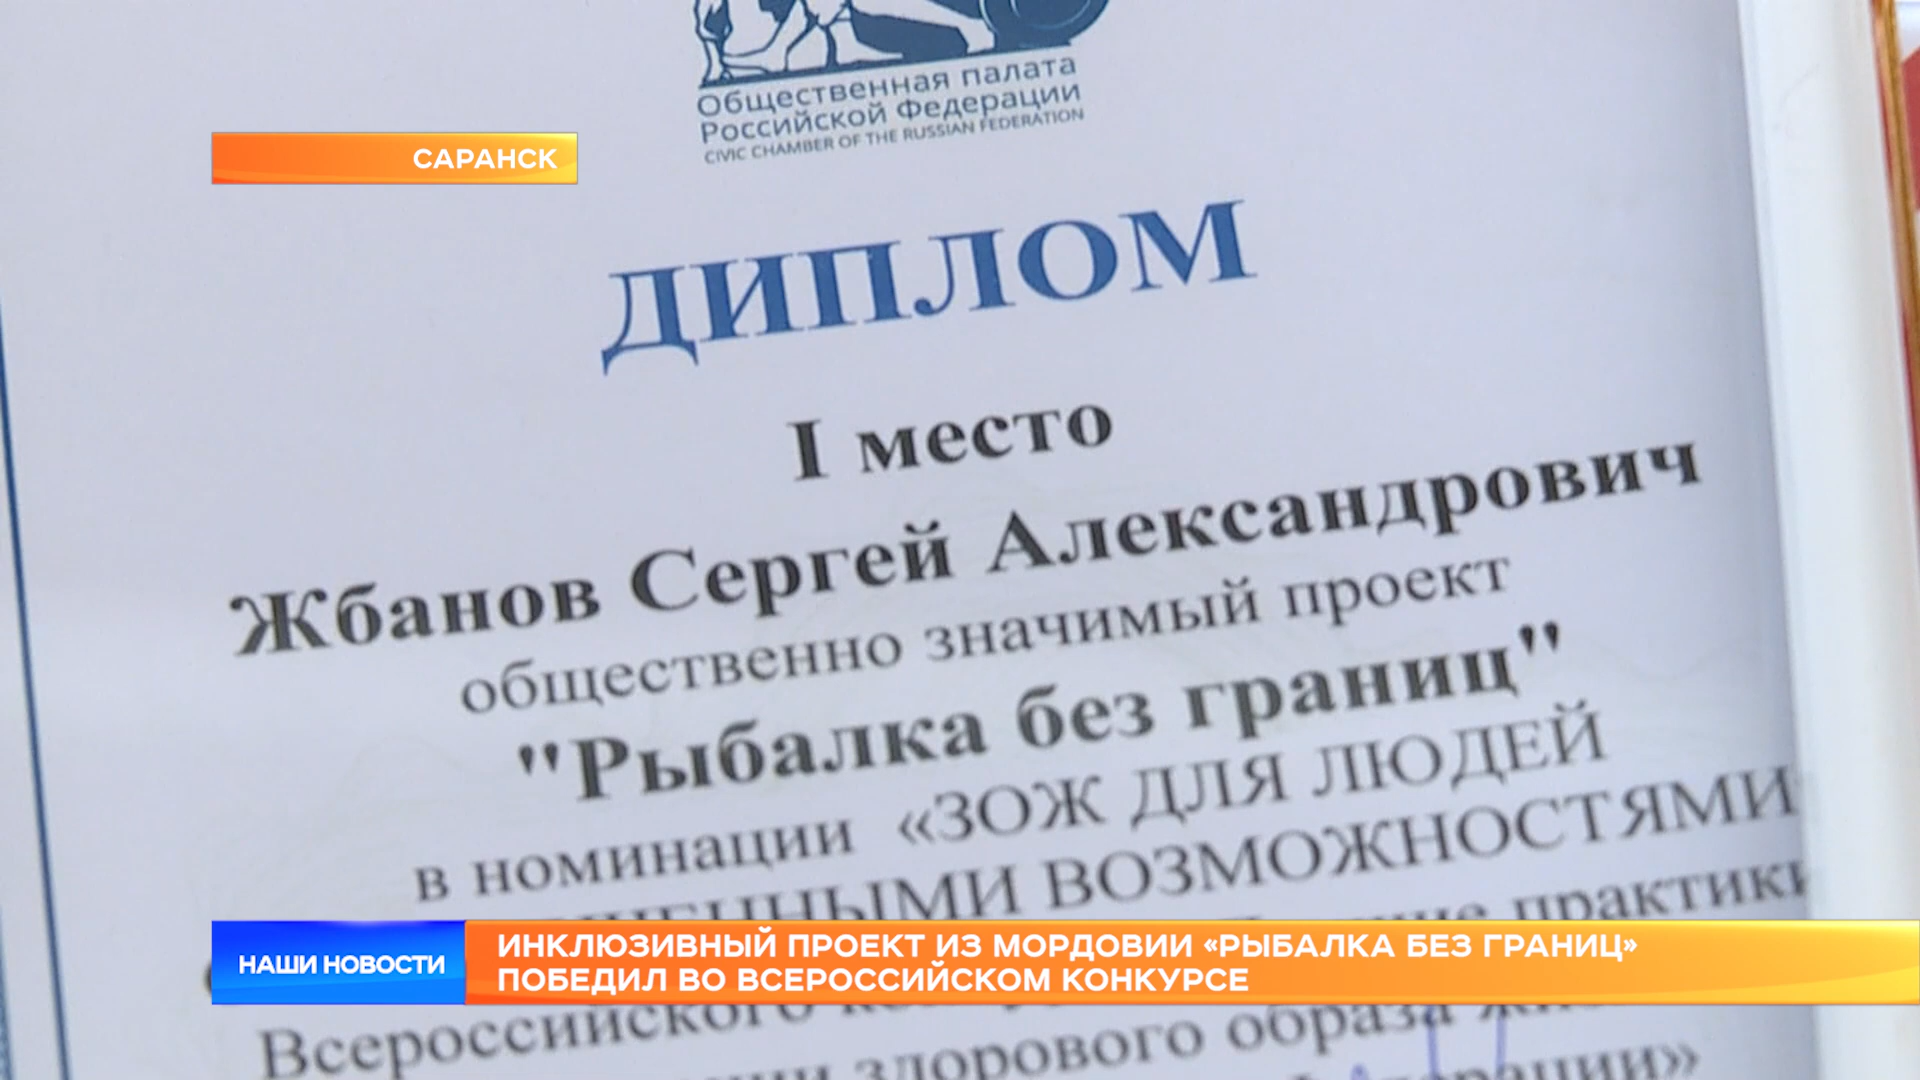 Общественная палата
Российской Федерации
CIVIC CHAMBER OF THE RUSSIAN FEDERATION
САРАНСК
ДИПЛОМ
I место
Жбанов Сергей Александрович
общественно значимый проект
"Рыбалка без границ"
в номинации «ЗОЖ ДЛЯ ЛЮДЕЙ
ВОЗМОЖНОСТЯМИ
практики
НАШИ НОВОСТИ
ИНКЛЮЗИВНЫЙ ПРОЕКТ ИЗ МОРДОВИИ «РЫБАЛКА БЕЗ ГРАНИЦ»
ПОБЕДИЛ ВО ВСЕРОССИЙСКОМ КОНКУРСЕ
Всероссийского
здорового образа